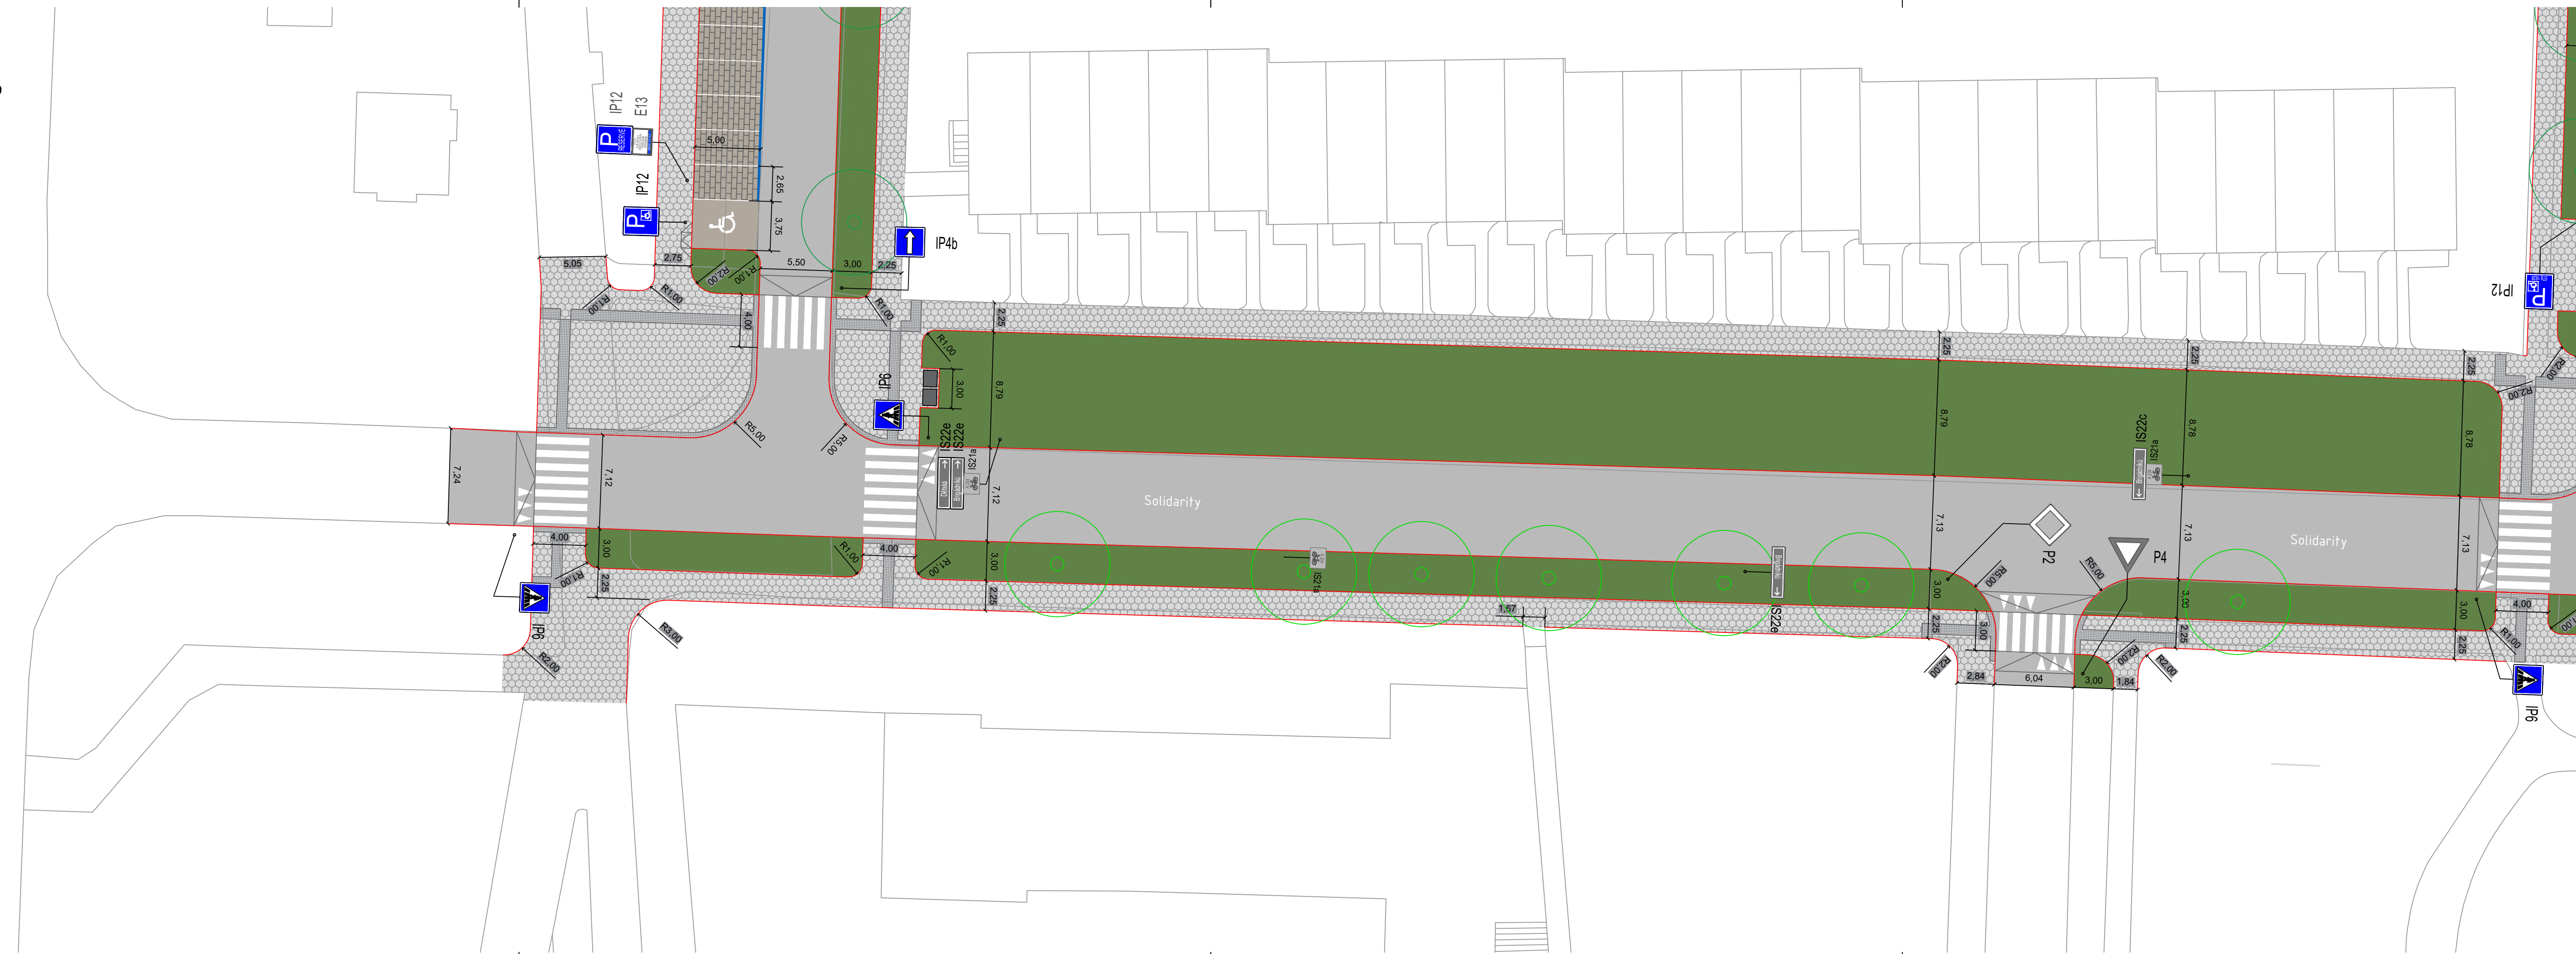 IP12
E13
P
RESERVÉ
IP12
P
5,00
2,65
3,75
IP4b
5,05
2,75
R2,00
R1,00
5,50
3,00
2,25
R1,00
R1,00
R1,00
4,00
2,25
IP12
P
R1,00
2,25
2,25
2,25
R2,00
R2,00
IP6
3,00
8,79
8,79
8,78
8,78
R5,00
R5,00
IS22e
IS22e
IS21a
Dělská
Brigádníků
IS22c
IS21a
Brigádníků
7,24
7,12
7,12
Solidarity
7,13
7,13
Solidarity
7,13
P2
P4
4,00
3,00
R1,00
4,00
R1,00
3,00
IS21a
Brigádníků
IS22e
R1,00
2,25
2,25
1,67
3,00
R5,00
R5,00
3,00
3,00
4,00
IP6
R3,00
R2,00
2,25
3,00
R2,00
2,84
6,04
3,00
1,84
R2,00
R2,00
2,25
2,25
R1,00
IP6